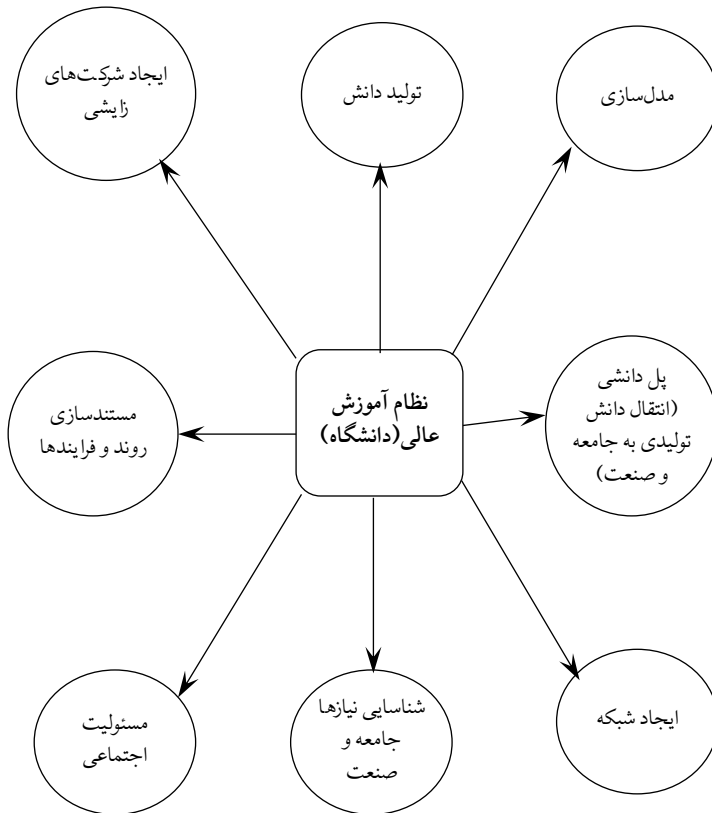 مدل‌سازی
تولید دانش
ایجاد شرکت‌های
زایشی
پل دانشی
(انتقال دانش
تولیدی به جامعه
و صنعت)
نظام آموزش
عالی(دانشگاه)
مستندسازی
روند و فرایندها
ایجاد شبکه
شناسایی نیازها
جامعه و
صنعت
مسئولیت
اجتماعی